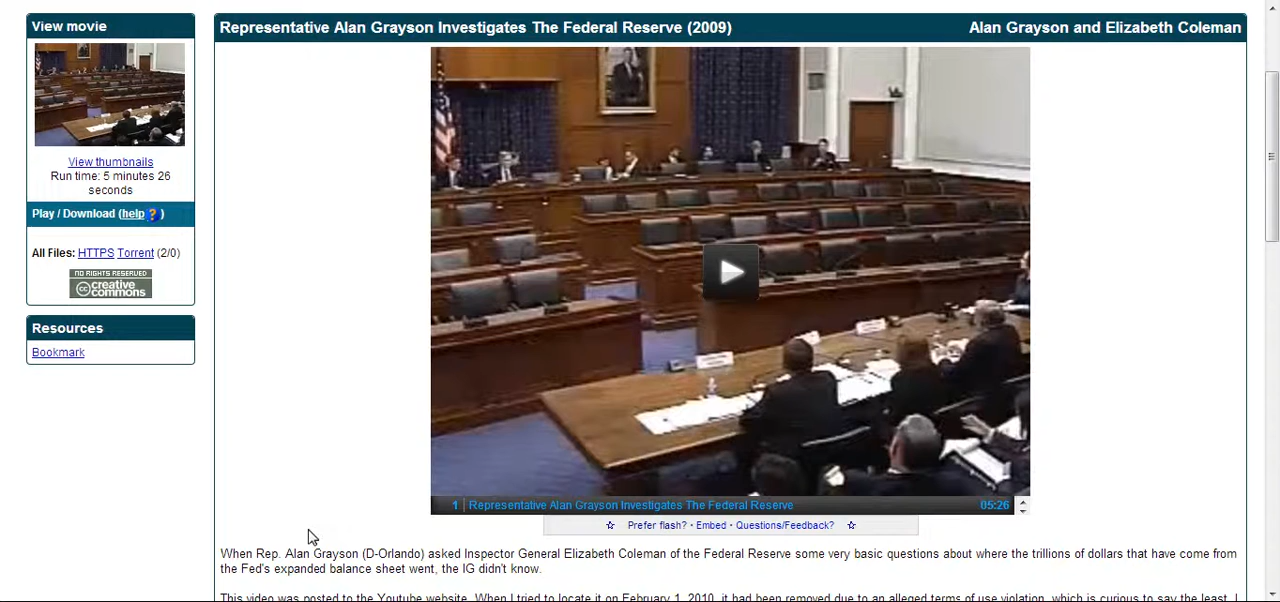 View movie
View thumbnails
Run time: 5 minutes 26
seconds
Play / Download (help ? )
All Files: HTTPS Torrent (2/0)
NO RIGHTS RESERVED
cc creative
commons
Resources
Bookmark
Representative Alan Grayson Investigates The Federal Reserve (2009) Alan Grayson and Elizabeth Coleman
1 Representative Alan Grayson Investigates The Federal Reserve 05:26
☆ Prefer flash? · Embed · Questions/Feedback? ☆
When Rep. Alan Grayson (D-Orlando) asked Inspector General Elizabeth Coleman of the Federal Reserve some very basic questions about where the trillions of dollars that have come from
the Fed's expanded balance sheet went, the IG didn't know.
This video was posted to the Youtube website. When I tried to locate it on February 1, 2010, it had been removed due to an alleged terms of use violation, which is curious to say the least. I